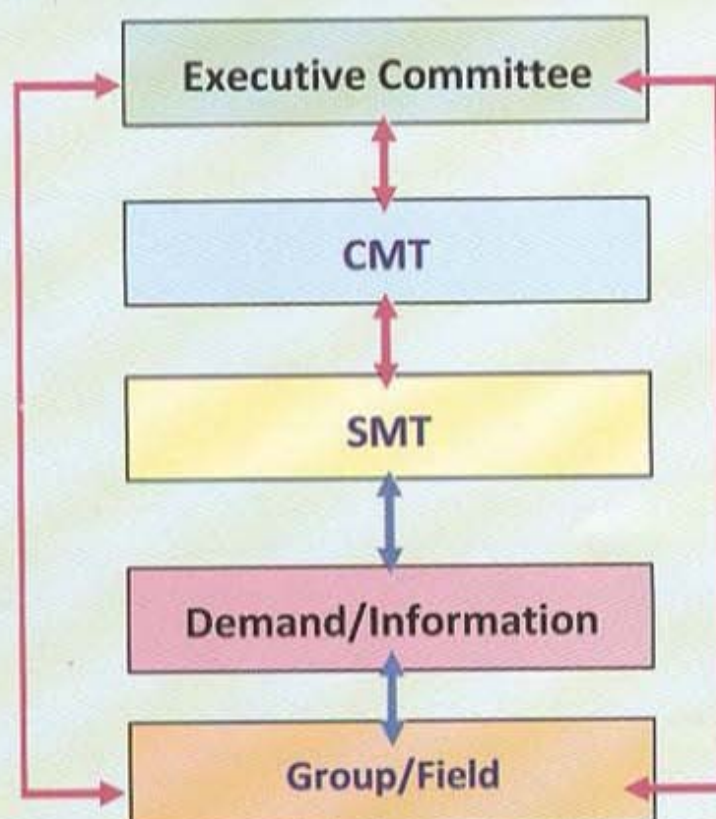 Executive Committee
CMT
SMT
Demand/Information
Group/Field